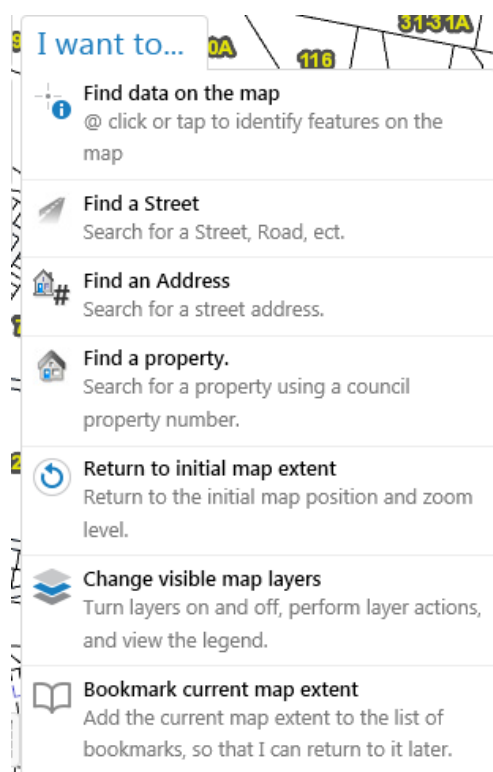 31-31A
I want to...
0A
116
Find data on the map
@ click or tap to identify features on the
map
Find a Street
Search for a Street, Road, ect.
Find an Address
Search for a street address.
Find a property.
Search for a property using a council
property number.
Return to initial map extent
Return to the initial map position and zoom
level.
Change visible map layers
Turn layers on and off, perform layer actions,
and view the legend.
Bookmark current map extent
Add the current map extent to the list of
bookmarks, so that I can return to it later.